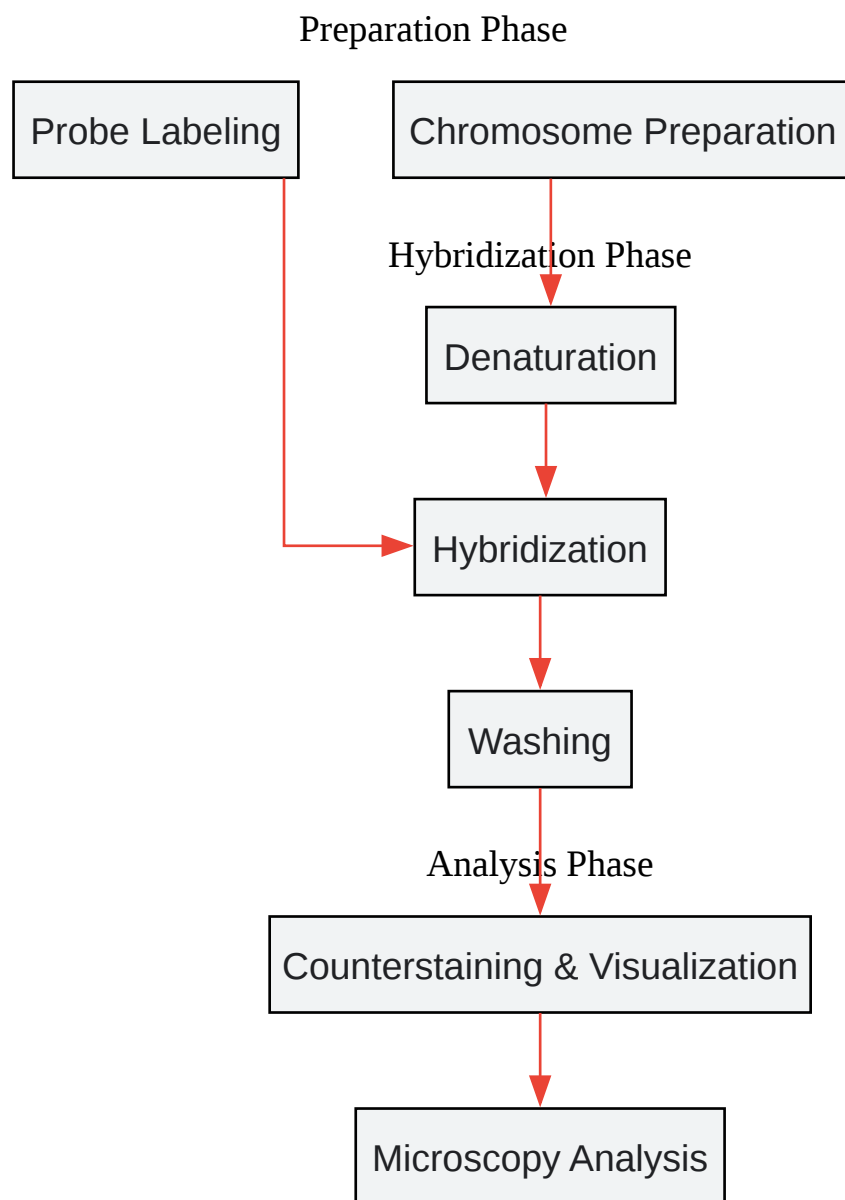 Preparation Phase
Probe Labeling
Chromosome Preparation
Hybridization Phase
Denaturation
Hybridization
Washing
Analysis Phase
Counterstaining & Visualization
Microscopy Analysis